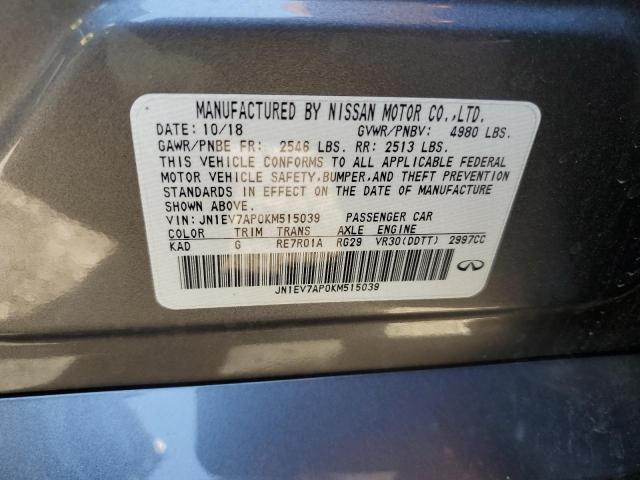 MANUFACTURED BY NISSAN MOTOR CO.,LTD.
DATE: 10/18 GVWR/PNBV: 4980 LBS.
GAWR/PNBE FR: 2546 LBS. RR: 2513 LBS.
THIS VEHICLE CONFORMS TO ALL APPLICABLE FEDERAL
MOTOR VEHICLE SAFETY,BUMPER,AND THEFT PREVENTION
STANDARDS IN EFFECT ON THE DATE OF MANUFACTURE
SHOWN ABOVE.
VIN: JN1EV7AP0KM515039 PASSENGER CAR
COLOR TRIM TRANS AXLE ENGINE
KAD G RE7R01A RG29 VR30(DDTT) 2997CC
JN1EV7AP0KM515039